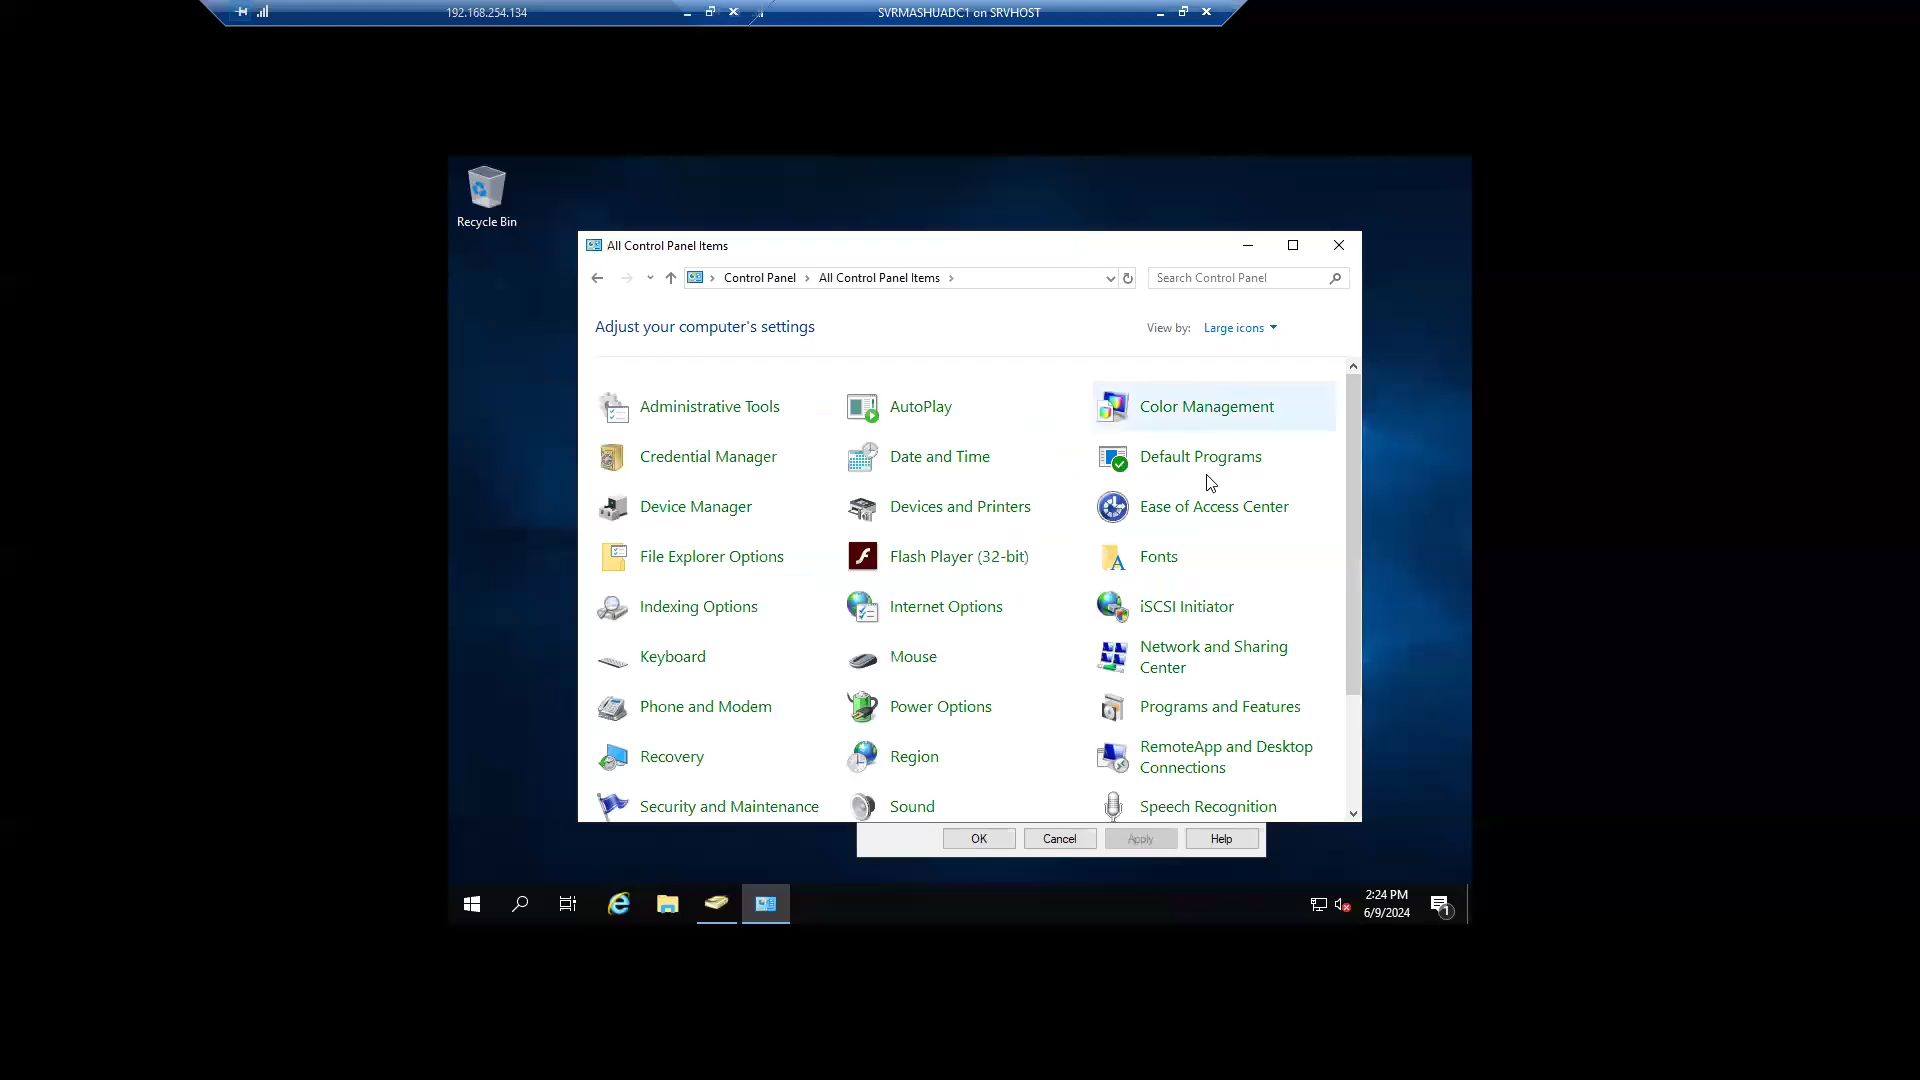 192.168.254.134
SVRMASHUADC1 on SRVHOST
Recycle Bin
All Control Panel Items
Control Panel
All Control Panel Items
Search Control Panel
Adjust your computer's settings
View by: Large icons
Administrative Tools
AutoPlay
Color Management
Credential Manager
Date and Time
Default Programs
Device Manager
Devices and Printers
Ease of Access Center
File Explorer Options
Flash Player (32-bit)
Fonts
Indexing Options
Internet Options
iSCSI Initiator
Keyboard
Mouse
Network and Sharing
Center
Phone and Modem
Power Options
Programs and Features
Recovery
Region
RemoteApp and Desktop
Connections
Security and Maintenance
Sound
Speech Recognition
OK
Cancel
Apply
Help
2:24 PM
6/9/2024
1